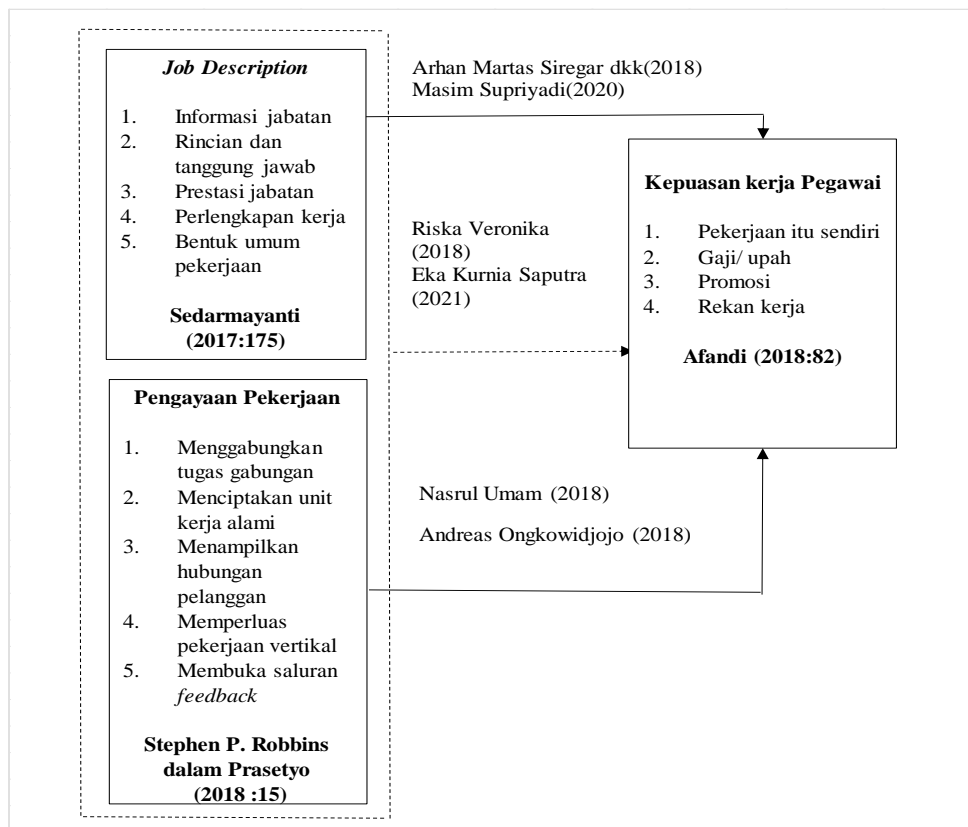 Job Description
1. Informasi jabatan
2. Rincian dan
tanggung jawab
3. Prestasi jabatan
4. Perlengkapan kerja
5. Bentuk umum
pekerjaan
Sedarmayanti
(2017:175)
Arhan Martas Siregar dkk(2018)
Masim Supriyadi(2020)
Riska Veronika
(2018)
Eka Kurnia Saputra
(2021)
Kepuasan kerja Pegawai
1. Pekerjaan itu sendiri
2. Gaji/ upah
3. Promosi
4. Rekan kerja
Afandi (2018:82)
Pengayaan Pekerjaan
1. Menggabungkan
tugas gabungan
2. Menciptakan unit
kerja alami
3. Menampilkan
hubungan
pelanggan
4. Memperluas
pekerjaan vertikal
5. Membuka saluran
feedback
Stephen P. Robbins
dalam Prasetyo
(2018 :15)
Nasrul Umam (2018)
Andreas Ongkowidjojo (2018)